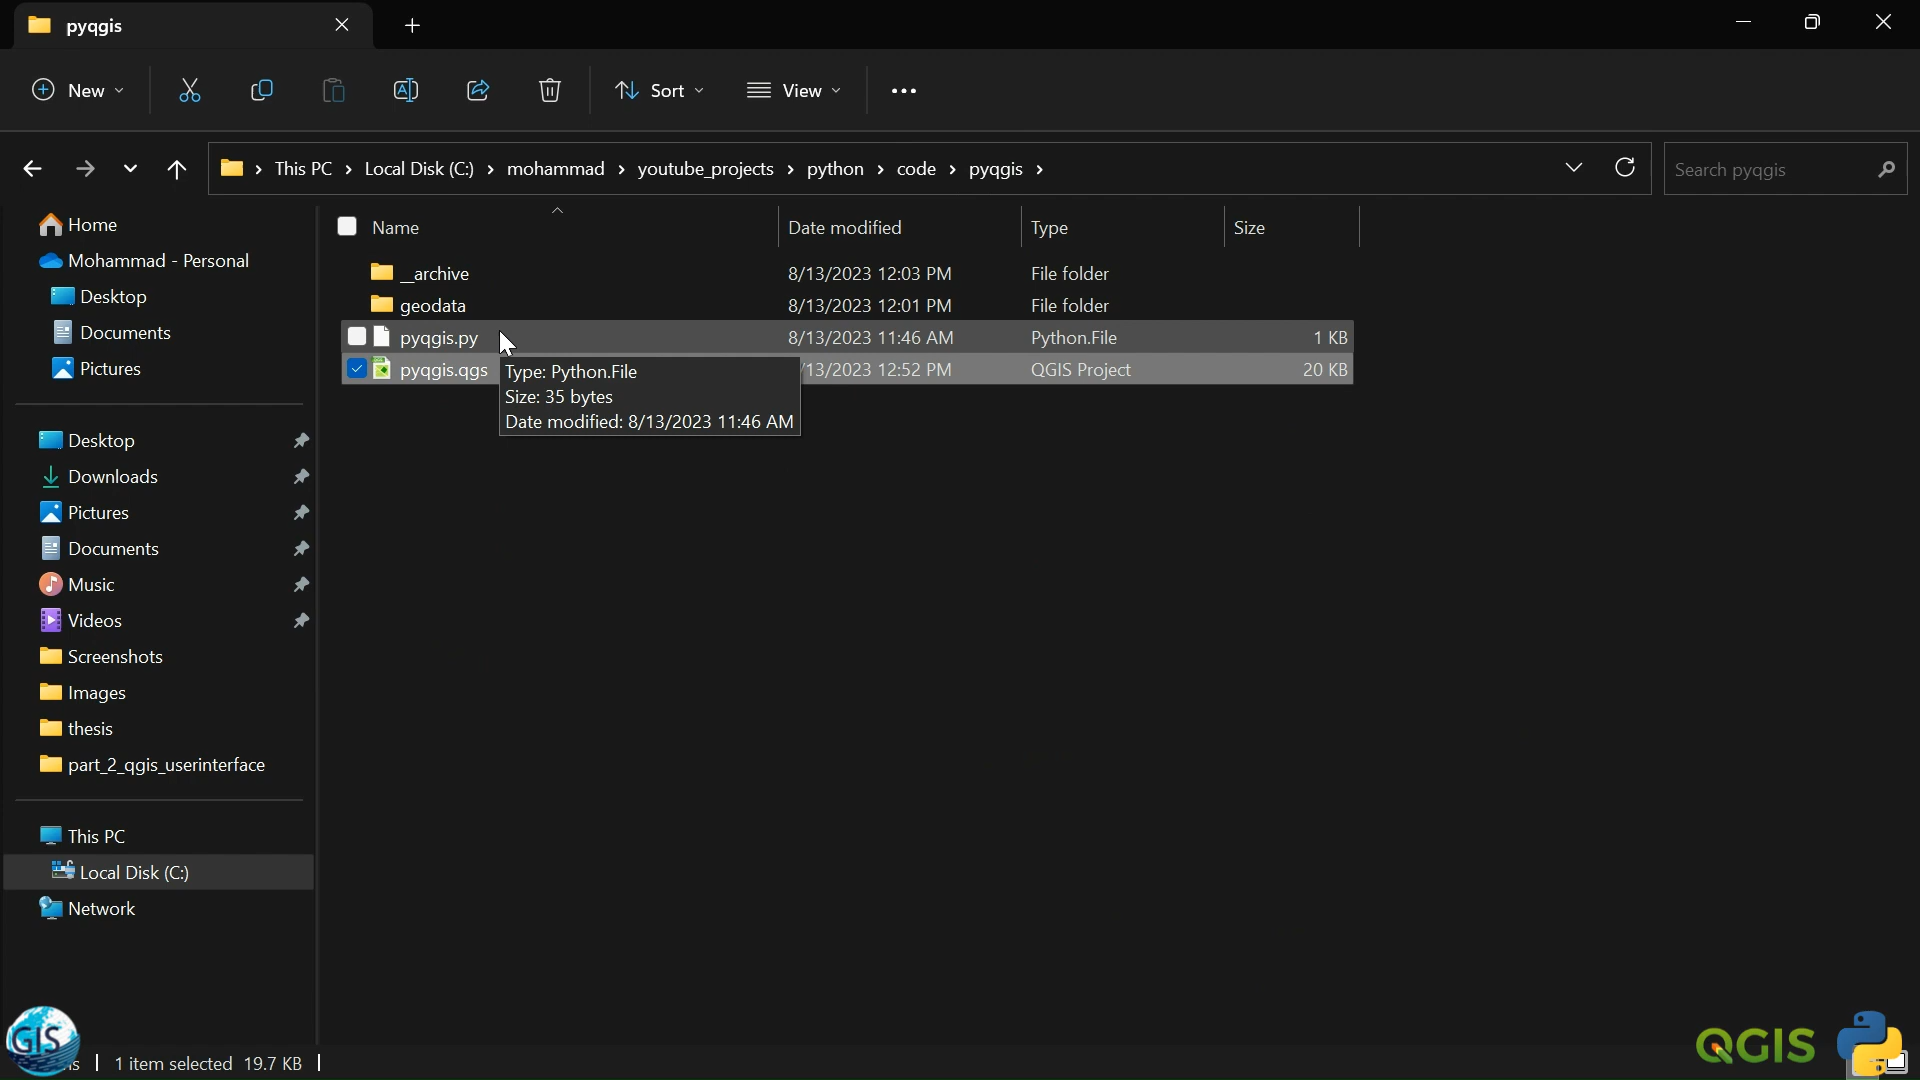 pyqgis
New
Sort
View
This PC
Local Disk (C:)
mohammad
youtube_projects
python
code
pyqgis
Search pyqgis
Home
Mohammad - Personal
Desktop
Documents
Pictures
Desktop
Downloads
Pictures
Documents
Music
Videos
Screenshots
Images
thesis
part_2_qgis_userinterface
This PC
Local Disk (C:)
Network
Name Date modified Type Size
__archive 8/13/2023 12:03 PM File folder
geodata 8/13/2023 12:01 PM File folder
pyqgis.py 8/13/2023 11:46 AM Python.File 1 KB
pyqgis.qgs /13/2023 12:52 PM QGIS Project 20 KB
Type: Python.File
Size: 35 bytes
Date modified: 8/13/2023 11:46 AM
GIS
1 item selected 19.7 KB
QGIS